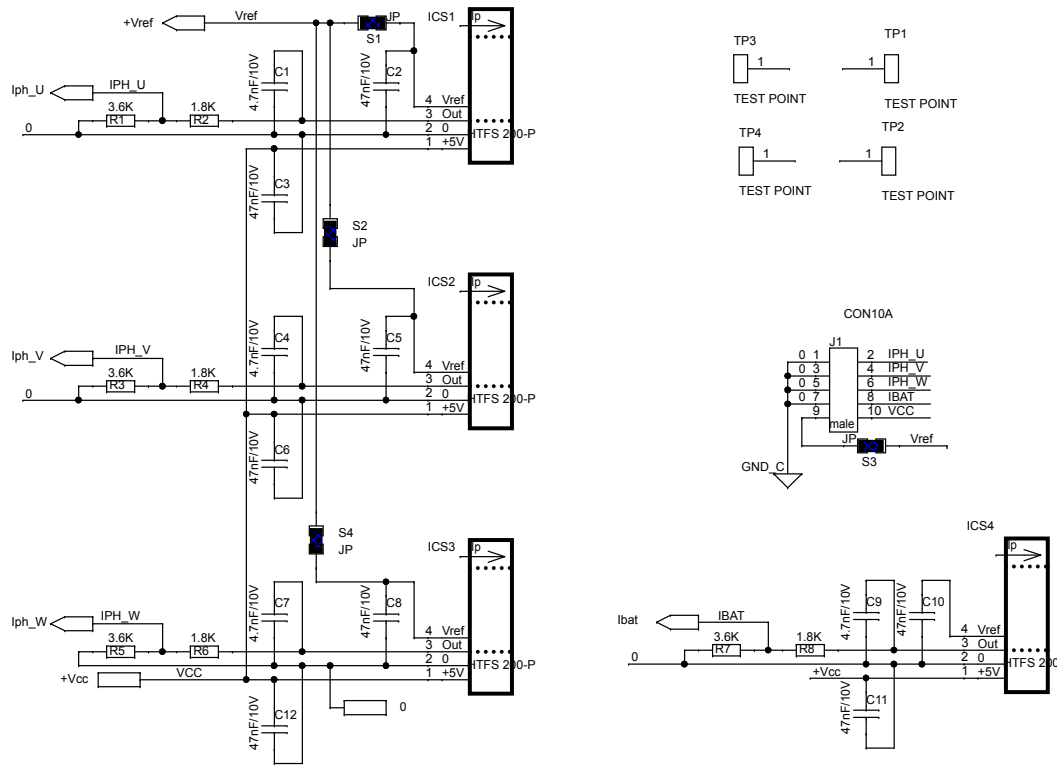 +Vref
Vref
JP
S1
ICS1
Ip
C1
4.7nF/10V
C2
47nF/10V
Iph_U
IPH_U
3.6K
R1
1.8K
R2
0
4 Vref
3 Out
2 0
1 +5V
HTFS 200-P
C3
47nF/10V
S2
JP
ICS2
Ip
C4
4.7nF/10V
C5
47nF/10V
Iph_V
IPH_V
3.6K
R3
1.8K
R4
0
4 Vref
3 Out
2 0
1 +5V
HTFS 200-P
C6
47nF/10V
S4
JP
ICS3
Ip
C7
4.7nF/10V
C8
47nF/10V
Iph_W
IPH_W
3.6K
R5
1.8K
R6
4 Vref
3 Out
2 0
1 +5V
HTFS 200-P
+Vcc
VCC
C12
47nF/10V
0
TP3
1
TEST POINT
TP1
1
TEST POINT
TP4
1
TEST POINT
TP2
1
TEST POINT
CON10A
J1
0 1 2 IPH_U
0 3 4 IPH_V
0 5 6 IPH_W
0 7 8 IBAT
9 10 VCC
male
JP
S3
Vref
GND_C
ICS4
Ip
C9
4.7nF/10V
C10
47nF/10V
Ibat
IBAT
3.6K
R7
1.8K
R8
0
4 Vref
3 Out
2 0
1 +5V
HTFS 200
+Vcc
C11
47nF/10V